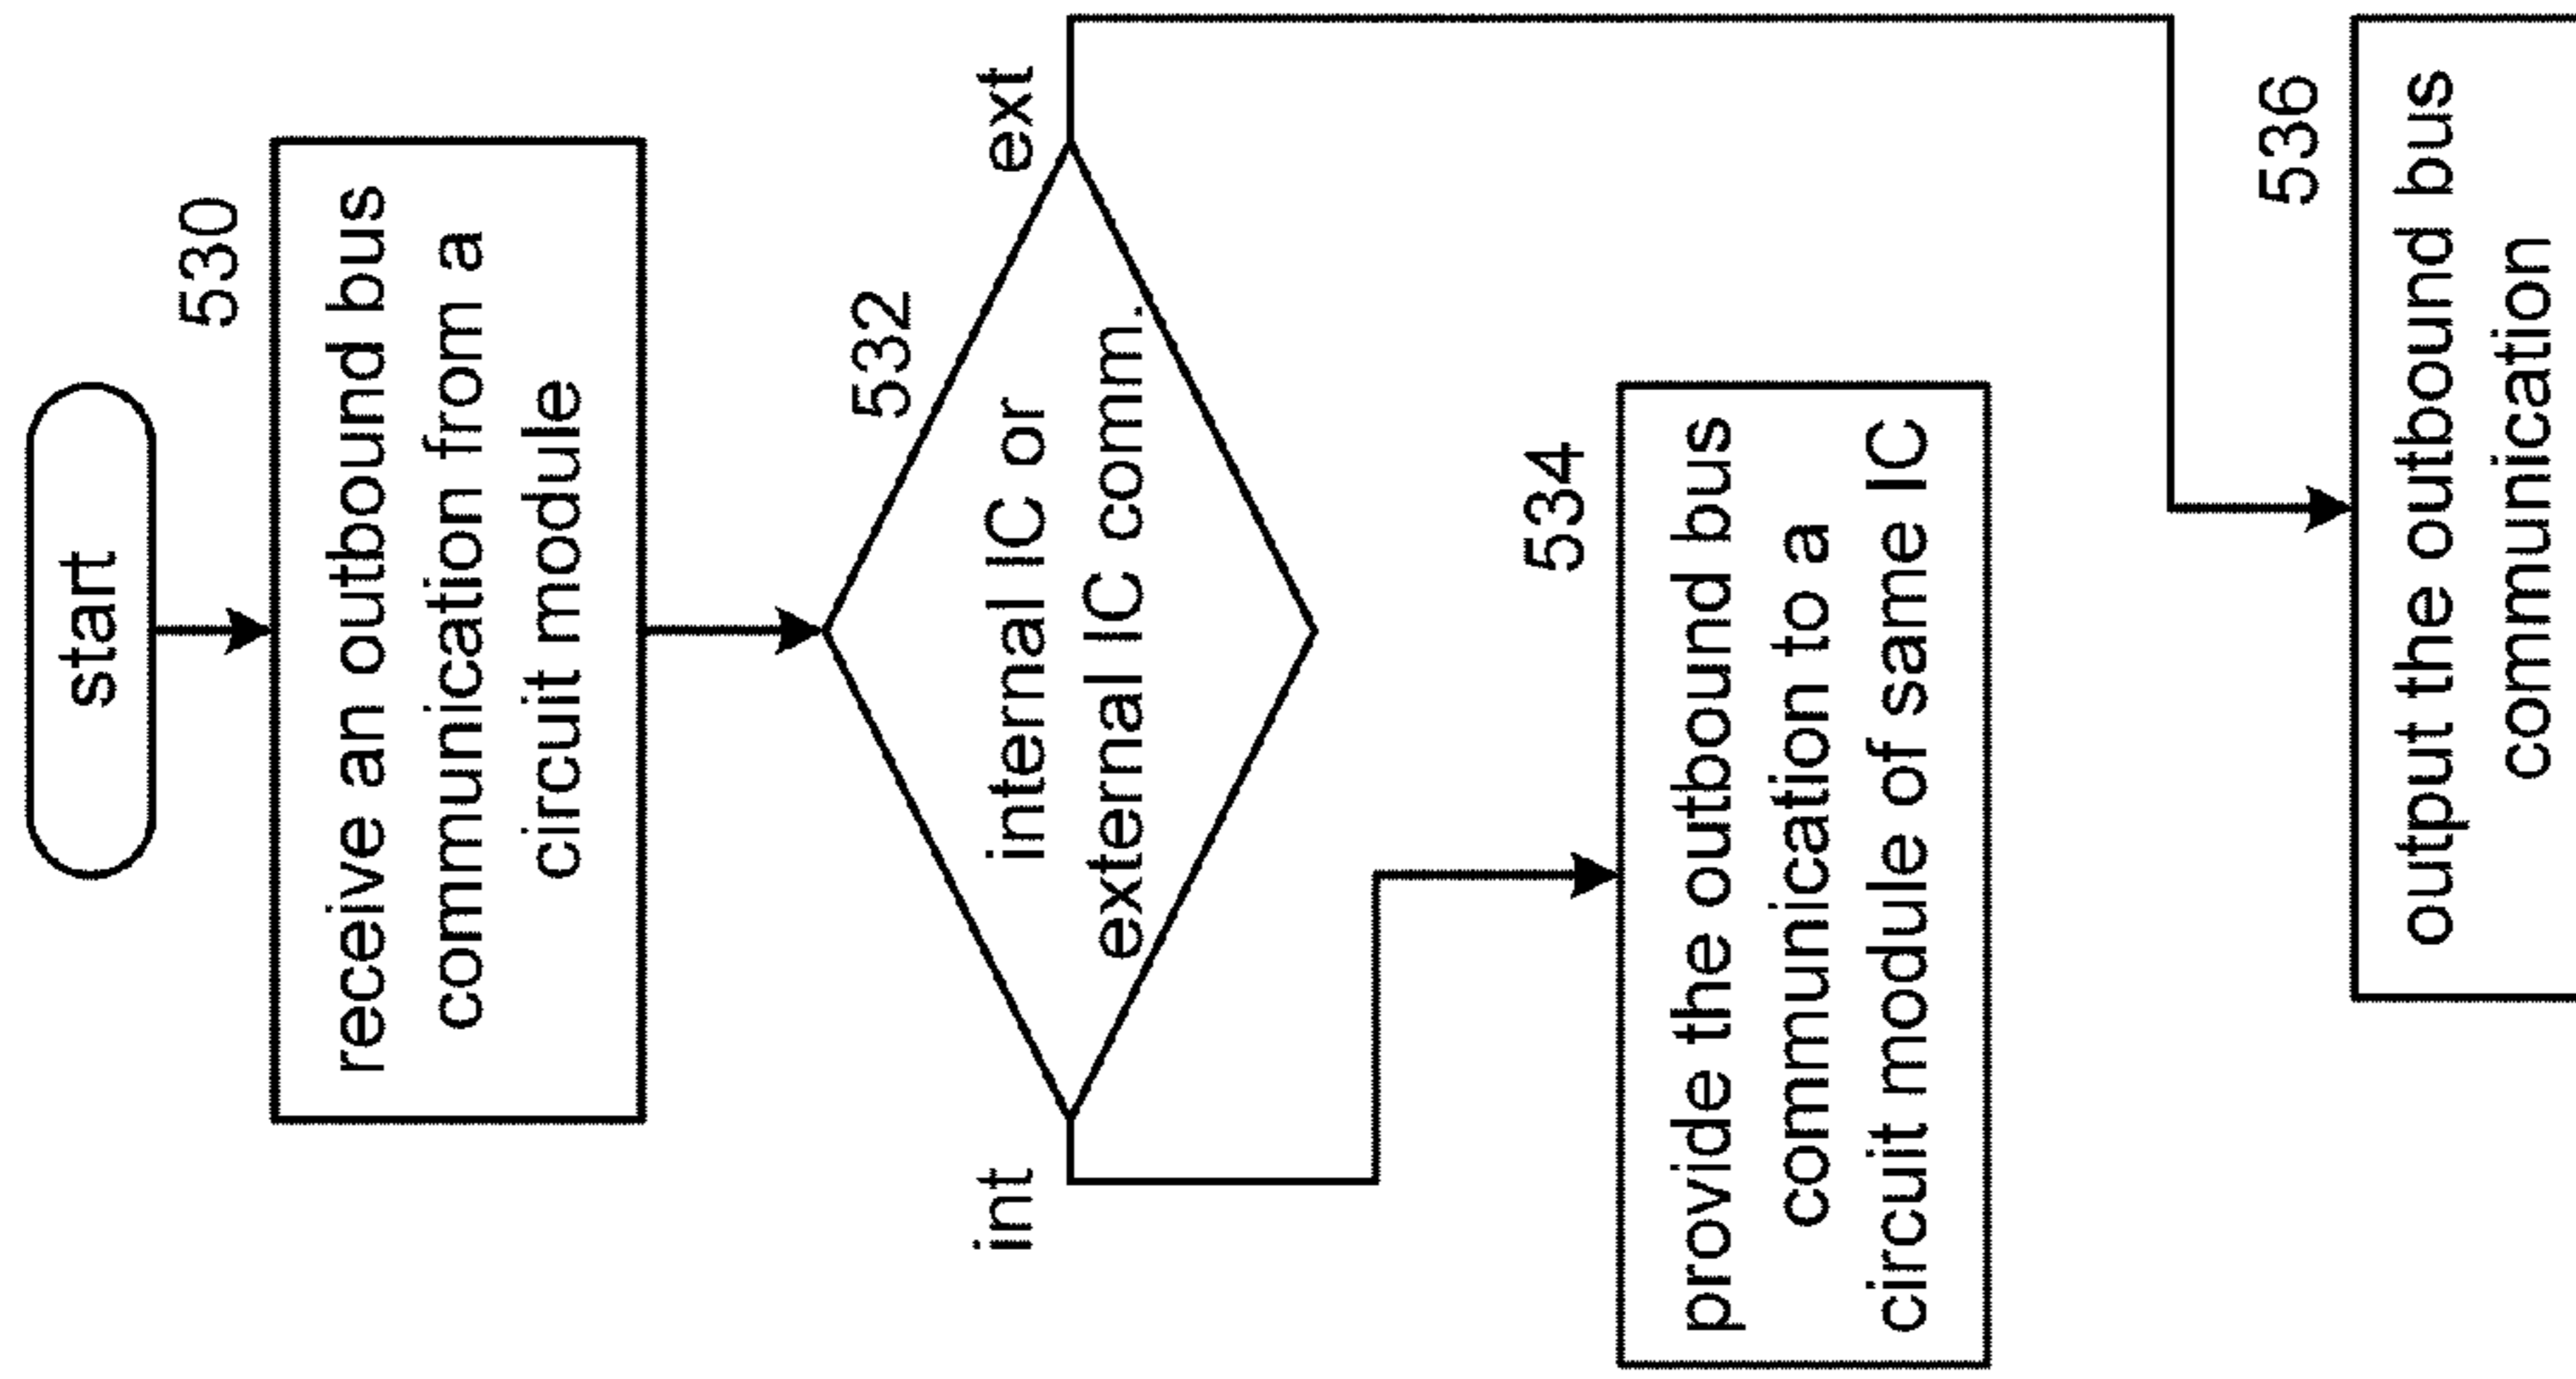 start
530
receive an outbound bus
communication from a
circuit module
532
internal IC or
external IC comm.
int
ext
534
provide the outbound bus
communication to a
circuit module of same IC
536
output the outbound bus
communication